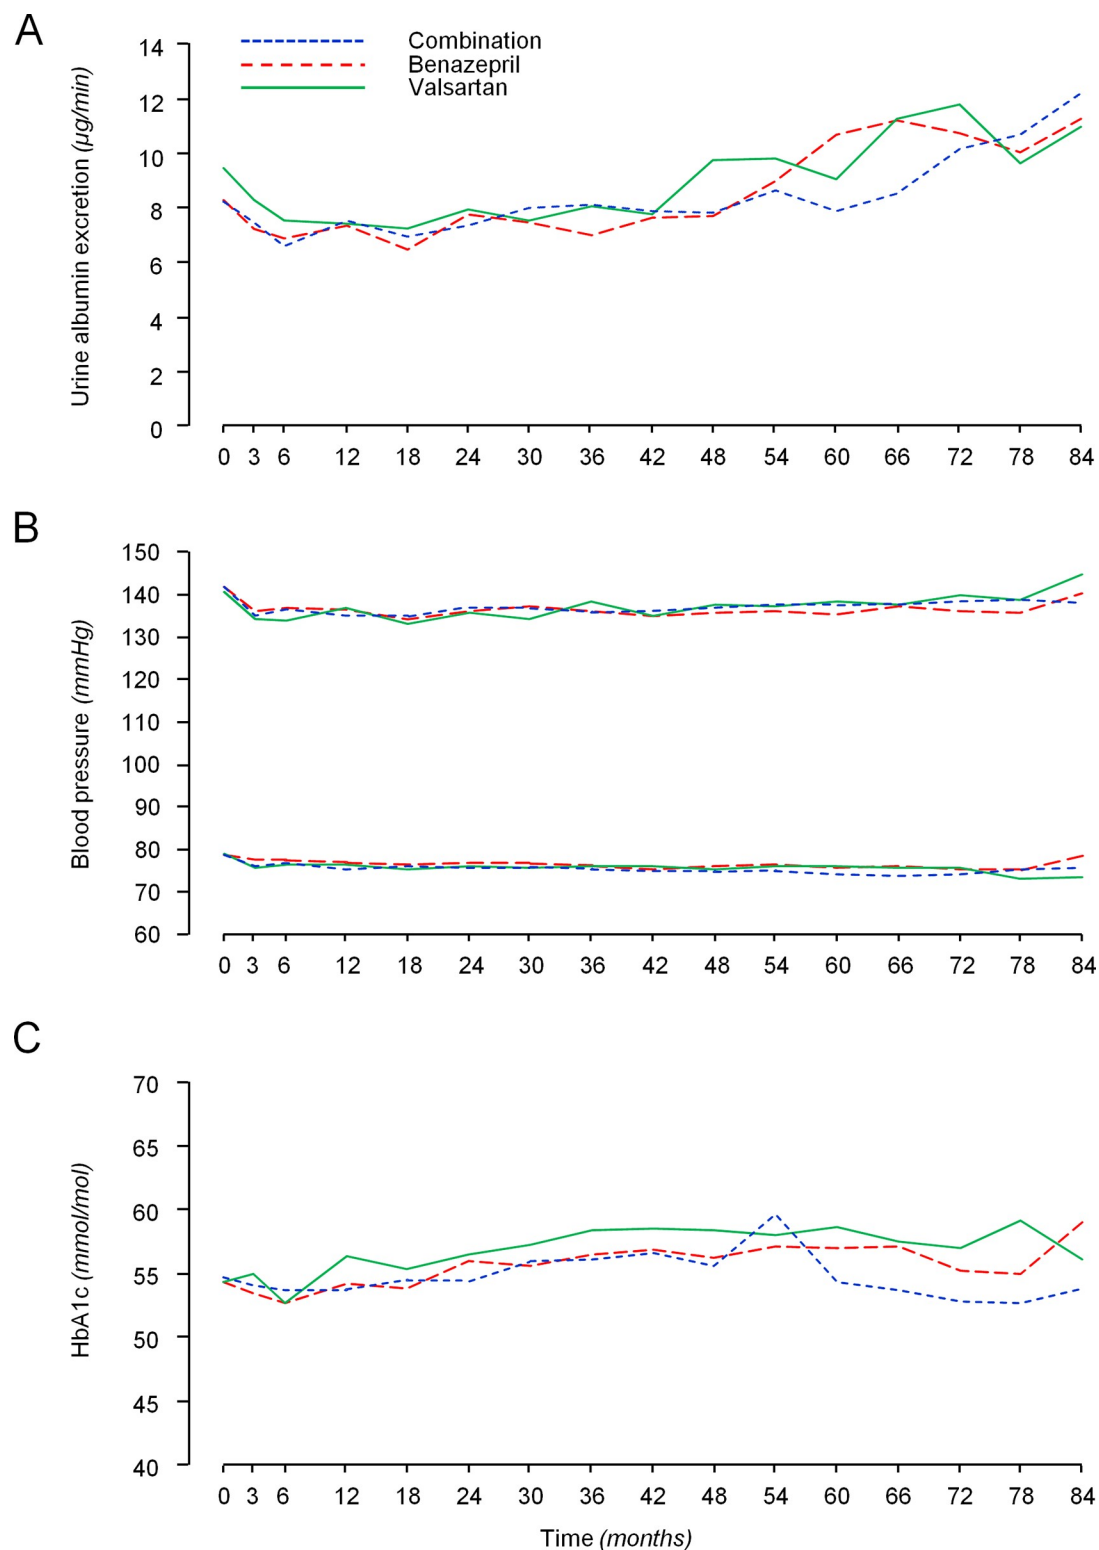 A
Combination
Benazepril
Valsartan
Urine albumin excretion (µg/min)
14
12
10
8
6
4
2
0
0 3 6 12 18 24 30 36 42 48 54 60 66 72 78 84
B
Blood pressure (mmHg)
150
140
130
120
110
100
90
80
70
60
0 3 6 12 18 24 30 36 42 48 54 60 66 72 78 84
C
HbA1c (mmol/mol)
70
65
60
55
50
45
40
0 3 6 12 18 24 30 36 42 48 54 60 66 72 78 84
Time (months)